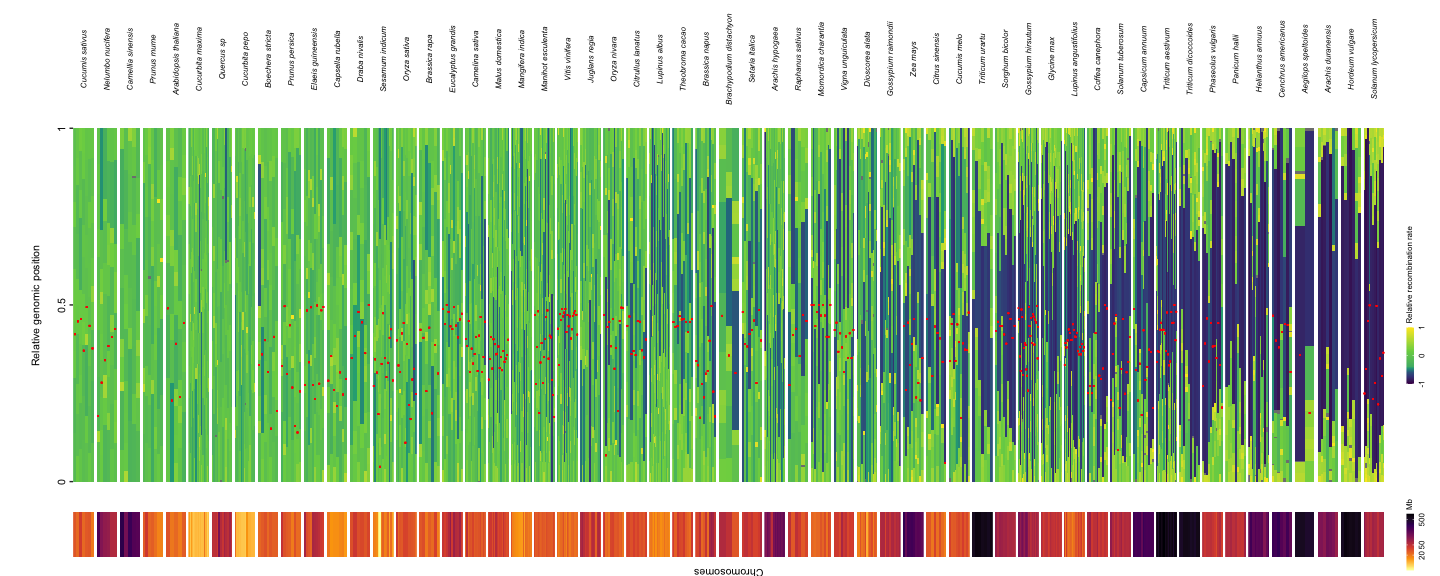 Cucumis sativus
Nelumbo nucifera
Camellia sinensis
Prunus mume
Arabidopsis thaliana
Cucurbita maxima
Quercus sp
Cucurbita pepo
Boechera stricta
Prunus persica
Elaeis guineensis
Capsella rubella
Draba nivalis
Sesamum indicum
Oryza sativa
Brassica rapa
Eucalyptus grandis
Camelina sativa
Malus domestica
Mangifera indica
Manihot esculenta
Vitis vinifera
Juglans regia
Oryza nivara
Citrullus lanatus
Lupinus albus
Theobroma cacao
Brassica napus
Brachypodium distachyon
Setaria italica
Arachis hypogaea
Raphanus sativus
Momordica charantia
Vigna unguiculata
Dioscorea alata
Gossypium raimondii
Zea mays
Citrus sinensis
Cucumis melo
Triticum urartu
Sorghum bicolor
Gossypium hirsutum
Glycine max
Lupinus angustifolius
Coffea canephora
Solanum tuberosum
Capsicum annuum
Triticum aestivum
Triticum dicoccoides
Phaseolus vulgaris
Panicum hallii
Helianthus annuus
Cenchrus americanus
Aegilops speltoides
Arachis duranensis
Hordeum vulgare
Solanum lycopersicum
Relative genomic position
0
0.5
1
Relative recombination rate
-1
0
1
Mb
20
50
500
Chromosomes